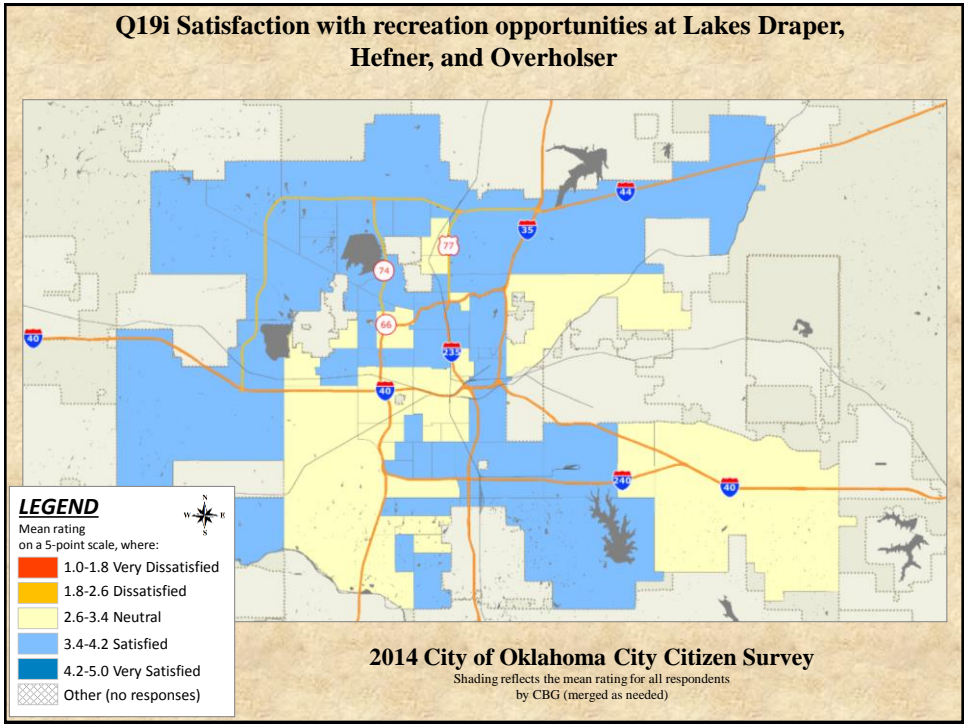 Q19i Satisfaction with recreation opportunities at Lakes Draper,
Hefner, and Overholser
44
35
77
74
66
40
235
40
240
40
LEGEND
Mean rating
on a 5-point scale, where:
1.0-1.8 Very Dissatisfied
1.8-2.6 Dissatisfied
2.6-3.4 Neutral
3.4-4.2 Satisfied
4.2-5.0 Very Satisfied
Other (no responses)
N
W E
S
2014 City of Oklahoma City Citizen Survey
Shading reflects the mean rating for all respondents
by CBG (merged as needed)